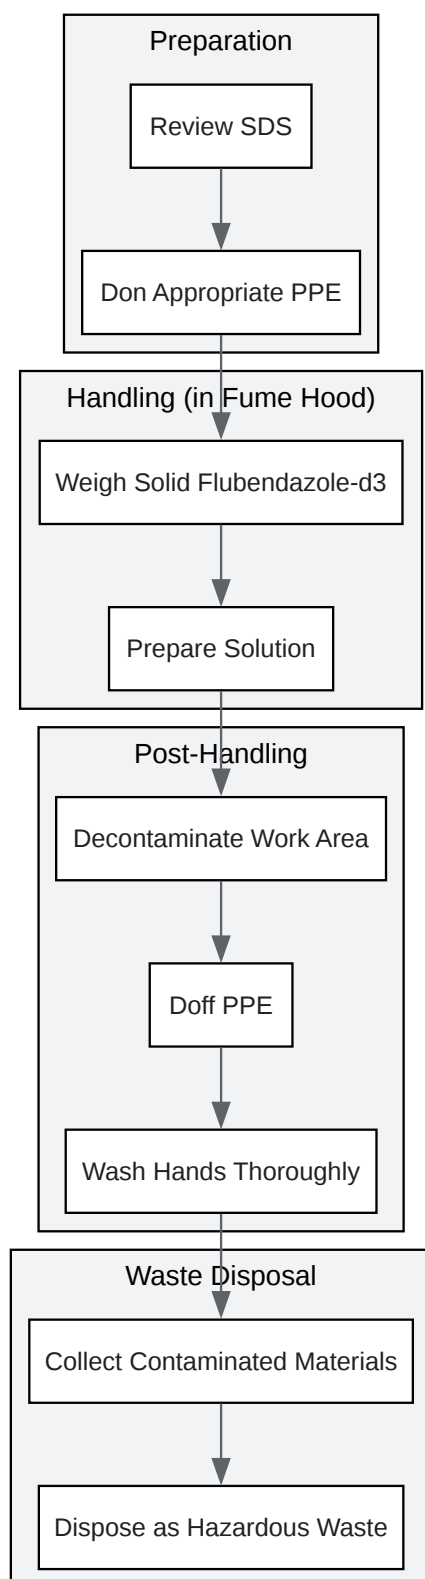 Preparation
Review SDS
Don Appropriate PPE
Handling (in Fume Hood)
Weigh Solid Flubendazole-d3
Prepare Solution
Post-Handling
Decontaminate Work Area
Doff PPE
Wash Hands Thoroughly
Waste Disposal
Collect Contaminated Materials
Dispose as Hazardous Waste